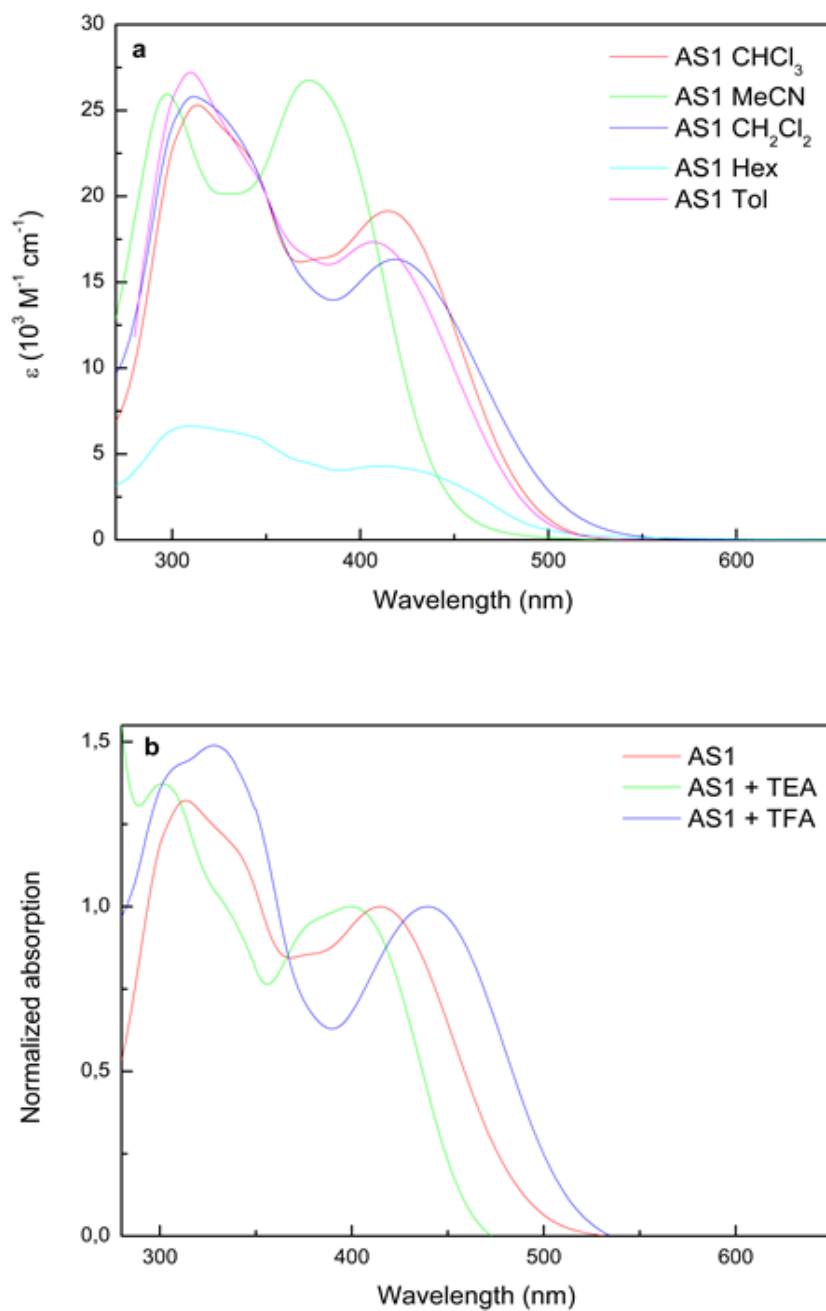 a
30
25
20
15
10
5
0
ε (10³ M⁻¹ cm⁻¹)
AS1 CHCl₃
AS1 MeCN
AS1 CH₂Cl₂
AS1 Hex
AS1 Tol
300 400 500 600
Wavelength (nm)
b
1,5
1,0
0,5
0,0
Normalized absorption
AS1
AS1 + TEA
AS1 + TFA
300 400 500 600
Wavelength (nm)